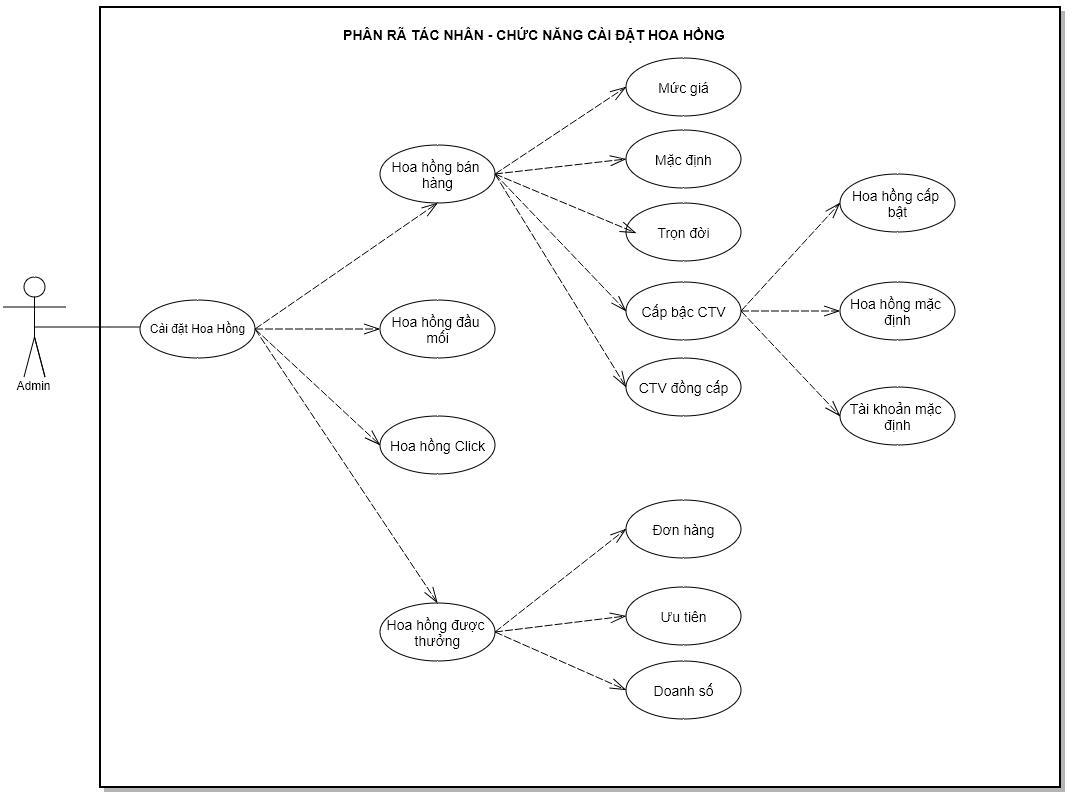 PHÂN RÃ TÁC NHÂN - CHỨC NĂNG CÀI ĐẶT HOA HỒNG
Mức giá
Hoa hồng bán
hàng
Mặc định
Hoa hồng cấp
bật
Trọn đời
Cấp bậc CTV
Hoa hồng mặc
định
Cài đặt Hoa Hồng
Hoa hồng đầu
mối
Admin
CTV đồng cấp
Tài khoản mặc
định
Hoa hồng Click
Đơn hàng
Hoa hồng được
thưởng
Ưu tiên
Doanh số